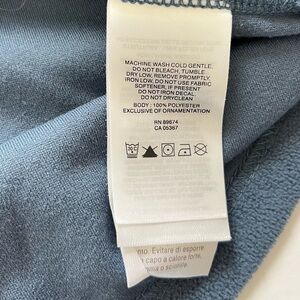 MACHINE WASH COLD GENTLE,
DO NOT BLEACH, TUMBLE
DRY LOW, REMOVE PROMPTLY,
IRON LOW, DO NOT USE FABRIC
SOFTENER, IF PRESENT
DO NOT IRON DECAL.
DO NOT DRYCLEAN
BODY: 100% POLYESTER
EXCLUSIVE OF ORNAMENTATION
RN 89674
CA 05367
mo. Evitare di esporre
capo a calore forte,